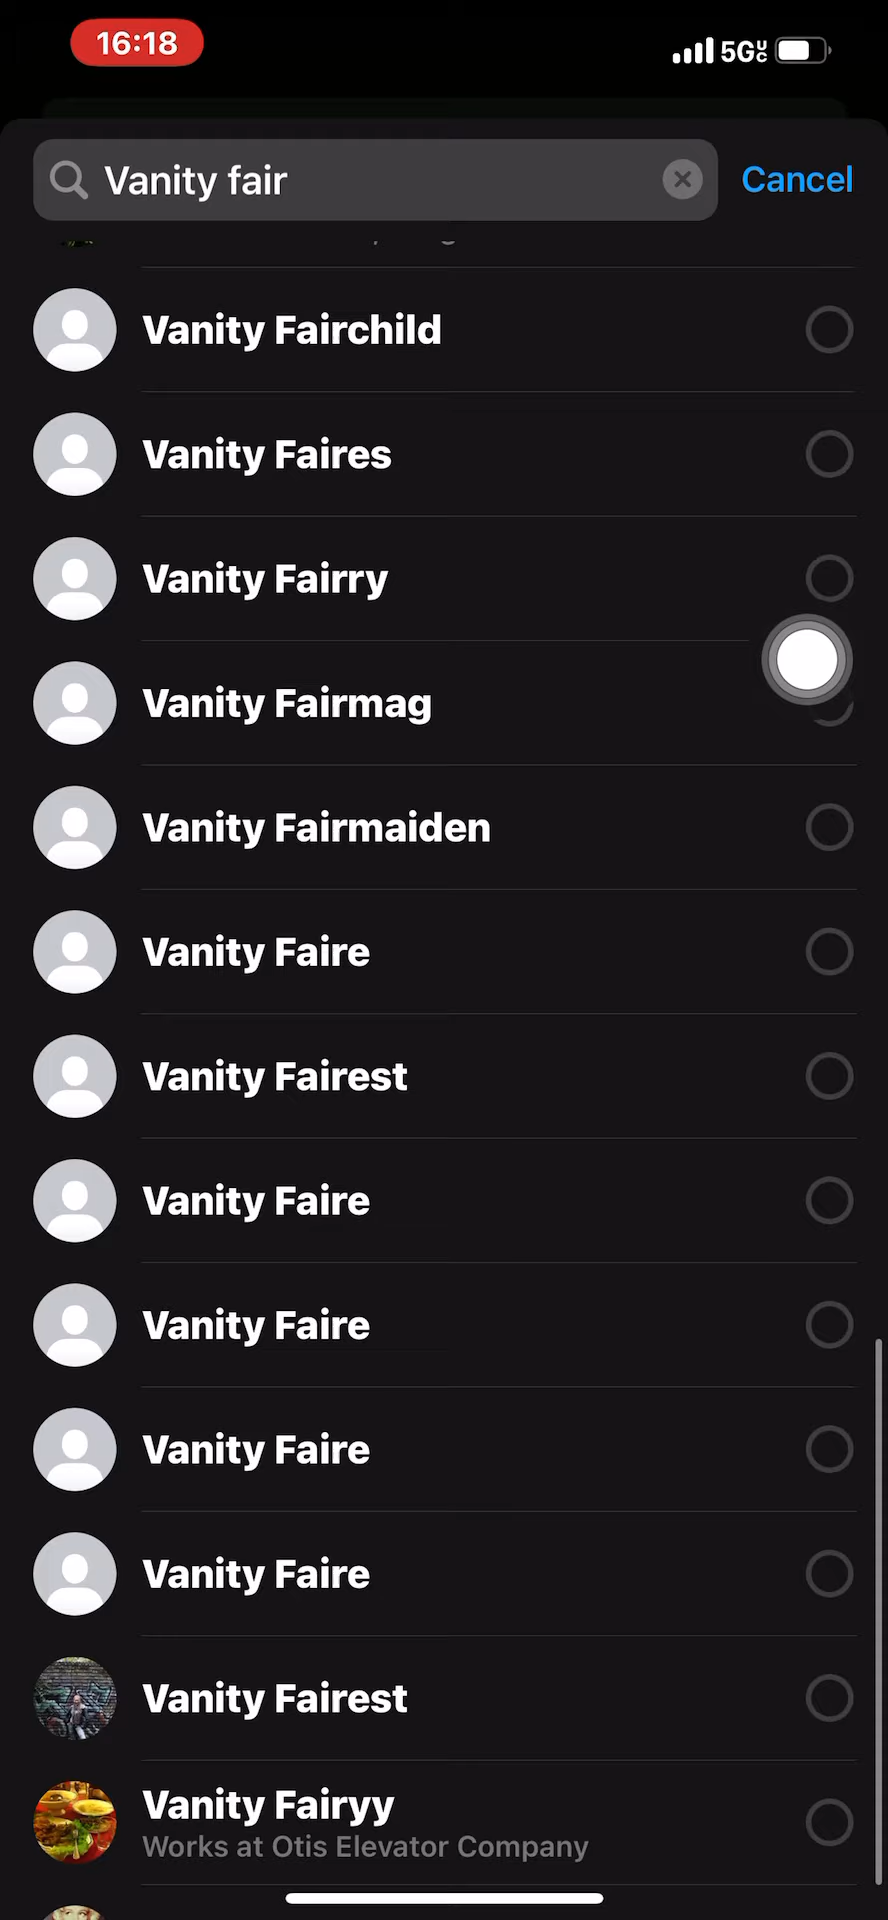 16:18
5GUC
Vanity fair
Cancel
Vanity Fairchild
Vanity Faires
Vanity Fairry
Vanity Fairmag
Vanity Fairmaiden
Vanity Faire
Vanity Fairest
Vanity Faire
Vanity Faire
Vanity Faire
Vanity Faire
Vanity Fairest
Vanity Fairyy
Works at Otis Elevator Company